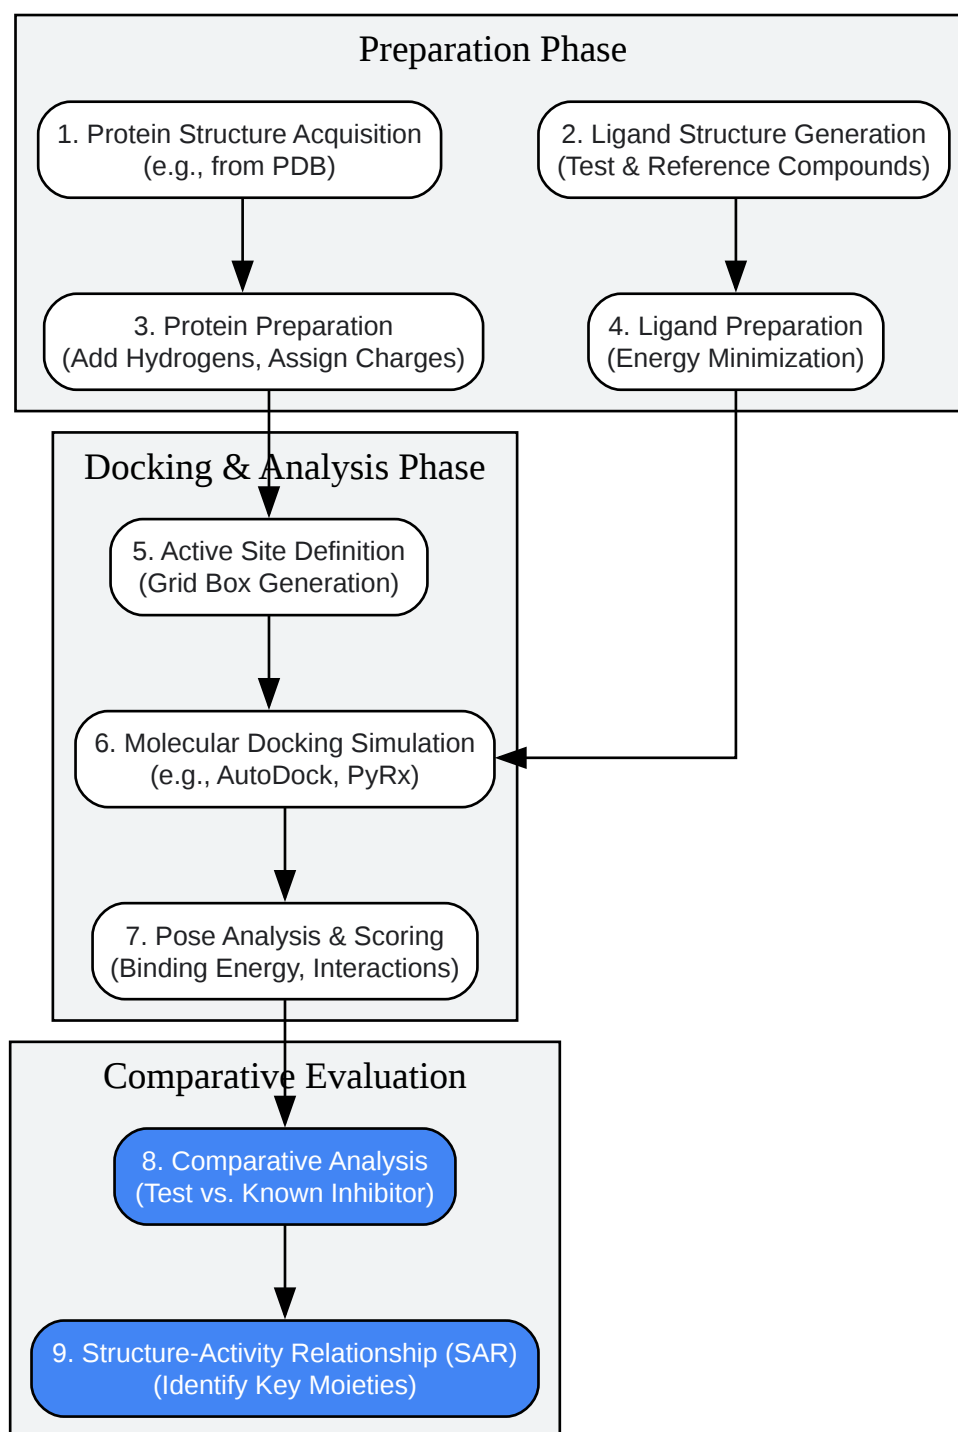 Preparation Phase
1. Protein Structure Acquisition
(e.g., from PDB)
2. Ligand Structure Generation
(Test & Reference Compounds)
3. Protein Preparation
(Add Hydrogens, Assign Charges)
4. Ligand Preparation
(Energy Minimization)
Docking & Analysis Phase
5. Active Site Definition
(Grid Box Generation)
6. Molecular Docking Simulation
(e.g., AutoDock, PyRx)
7. Pose Analysis & Scoring
(Binding Energy, Interactions)
Comparative Evaluation
8. Comparative Analysis
(Test vs. Known Inhibitor)
9. Structure-Activity Relationship (SAR)
(Identify Key Moieties)